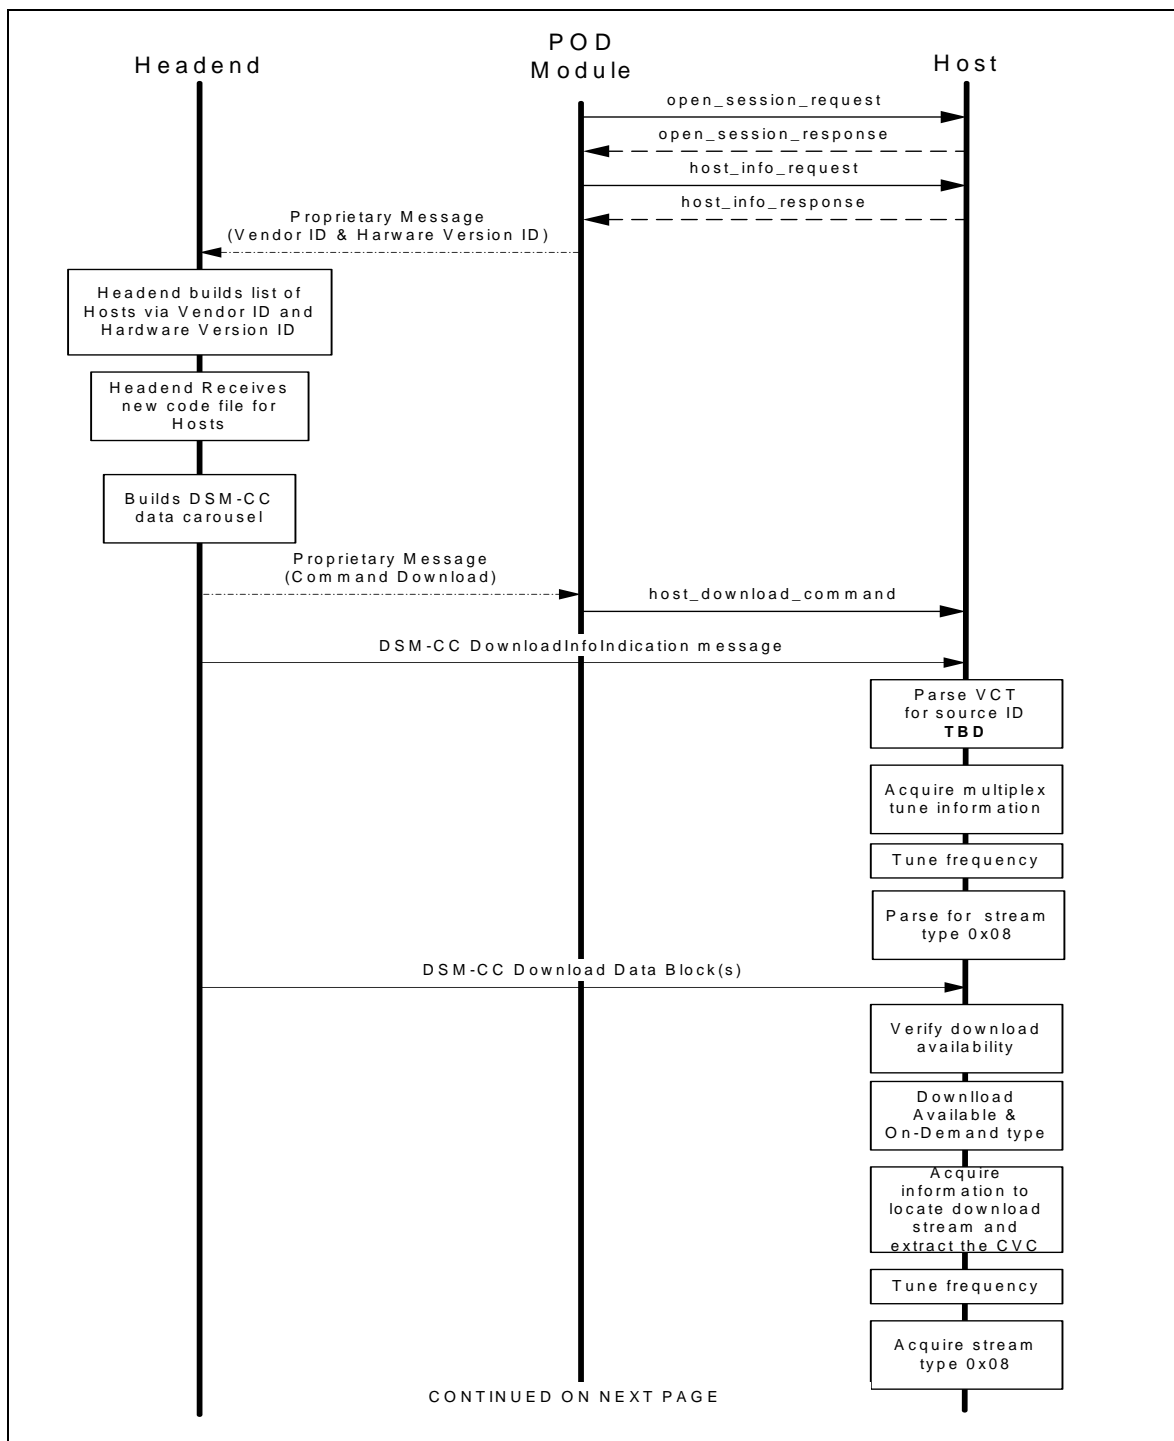 Headend
POD
Module
Host
open_session_request
open_session_response
host_info_request
host_info_response
Proprietary Message
(Vendor ID & Harware Version ID)
Headend builds list of
Hosts via Vendor ID and
Hardware Version ID
Headend Receives
new code file for
Hosts
Builds DSM-CC
data carousel
Proprietary Message
(Command Download)
host_download_command
DSM-CC DownloadInfoIndication message
Parse VCT
for source ID
TBD
Acquire multiplex
tune information
Tune frequency
Parse for stream
type 0x08
DSM-CC Download Data Block(s)
Verify download
availability
Downlload
Available &
On-Demand type
Acquire
information to
locate download
stream and
extract the CVC
Tune frequency
Acquire stream
type 0x08
CONTINUED ON NEXT PAGE